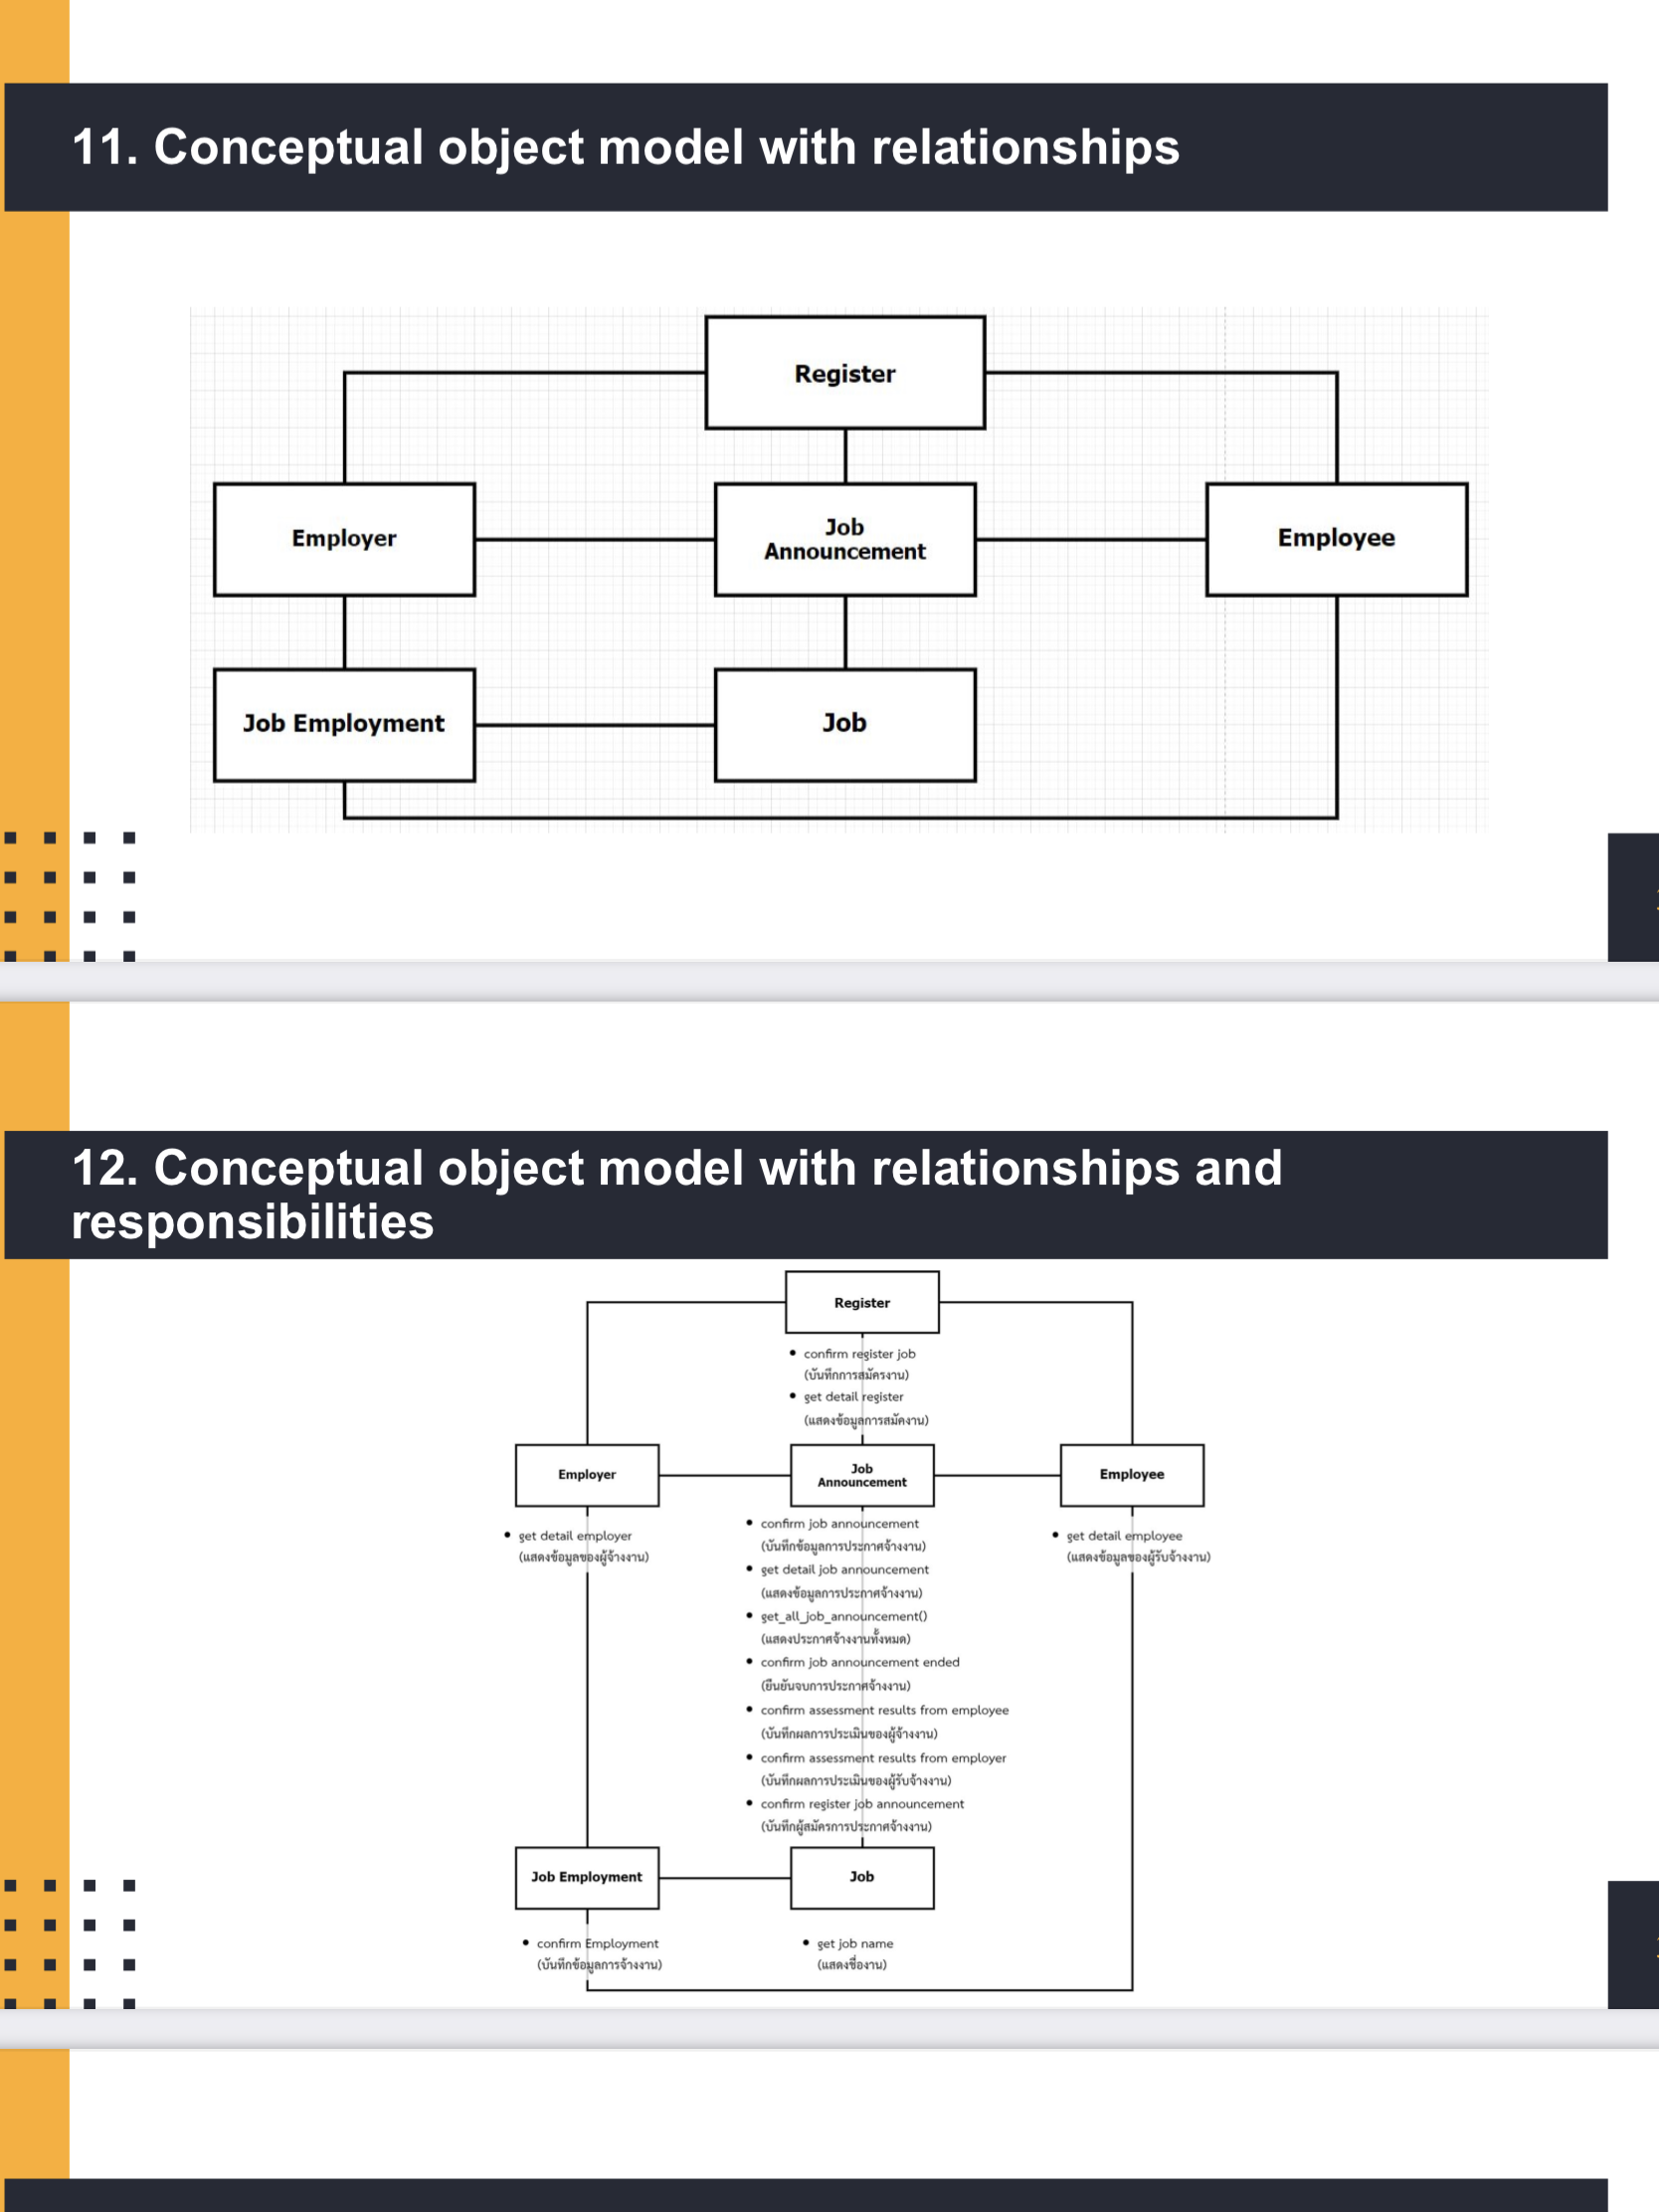 11. Conceptual object model with relationships
Register
Employer
Job
Announcement
Employee
Job Employment
Job
12. Conceptual object model with relationships and
responsibilities
Register
• confirm register job
(บันทึกการสมัครงาน)
• get detail register
(แสดงข้อมูลการสมัคงาน)
Employer
Job
Announcement
Employee
• get detail employer
(แสดงข้อมูลของผู้จ้างงาน)
• confirm job announcement
(บันทึกข้อมูลการประกาศจ้างงาน)
• get detail job announcement
(แสดงข้อมูลการประกาศจ้างงาน)
• get_all_job_announcement()
(แสดงประกาศจ้างงานทั้งหมด)
• confirm job announcement ended
(ยืนยันจบการประกาศจ้างงาน)
• confirm assessment results from employee
(บันทึกผลการประเมินของผู้จ้างงาน)
• confirm assessment results from employer
(บันทึกผลการประเมินของผู้รับจ้างงาน)
• confirm register job announcement
(บันทึกผู้สมัครการประกาศจ้างงาน)
• get detail employee
(แสดงข้อมูลของผู้รับจ้างงาน)
Job Employment
Job
• confirm Employment
(บันทึกข้อมูลการจ้างงาน)
• get job name
(แสดงชื่องาน)